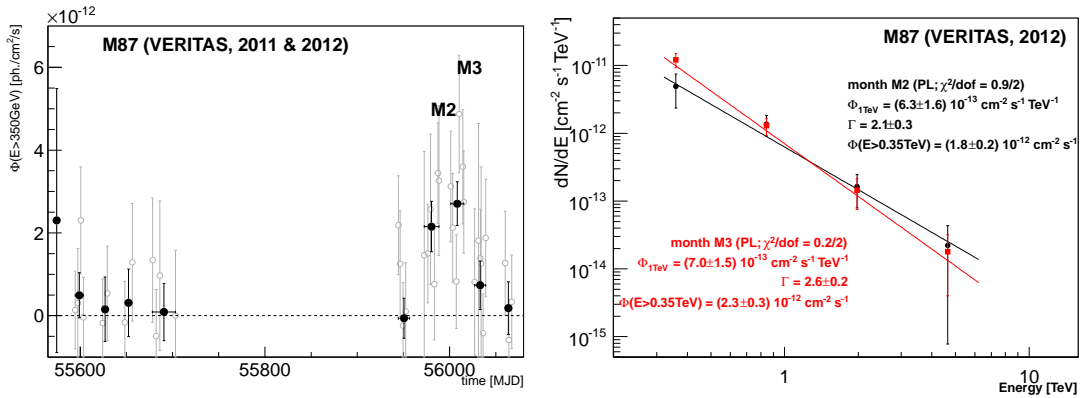 ×10⁻¹²
M87 (VERITAS, 2011 & 2012)
M3
M2
Φ(E>350GeV) [ph./cm²/s]
6
4
2
0
55600
55800
56000
time [MJD]
M87 (VERITAS, 2012)
month M2 (PL; χ²/dof = 0.9/2)
Φ₁TeV = (6.3±1.6) 10⁻¹³ cm⁻² s⁻¹ TeV⁻¹
Γ = 2.1±0.3
Φ(E>0.35TeV) = (1.8±0.2) 10⁻¹² cm⁻² s⁻¹
month M3 (PL; χ²/dof = 0.2/2)
Φ₁TeV = (7.0±1.5) 10⁻¹³ cm⁻² s⁻¹ TeV⁻¹
Γ = 2.6±0.2
Φ(E>0.35TeV) = (2.3±0.3) 10⁻¹² cm⁻² s⁻¹
dN/dE [cm⁻² s⁻¹ TeV⁻¹]
10⁻¹¹
10⁻¹²
10⁻¹³
10⁻¹⁴
10⁻¹⁵
1
10
Energy [TeV]